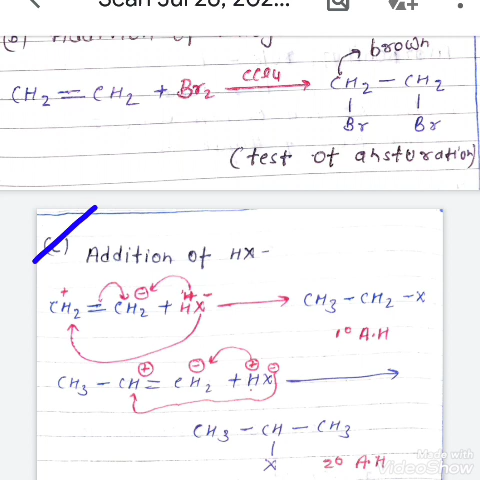 Scan Jul 26, 202...
brown
CH2 = CH2 + Br2 CCl4 CH2 - CH2
Br Br
(test of ahsturation)
(c) Addition of HX -
CH2 = CH2 + HX CH3 - CH2 - X
1° A.H
CH3 - CH = CH2 + HX
CH3 - CH - CH3
X 2° A.H
Made with
VideoShow